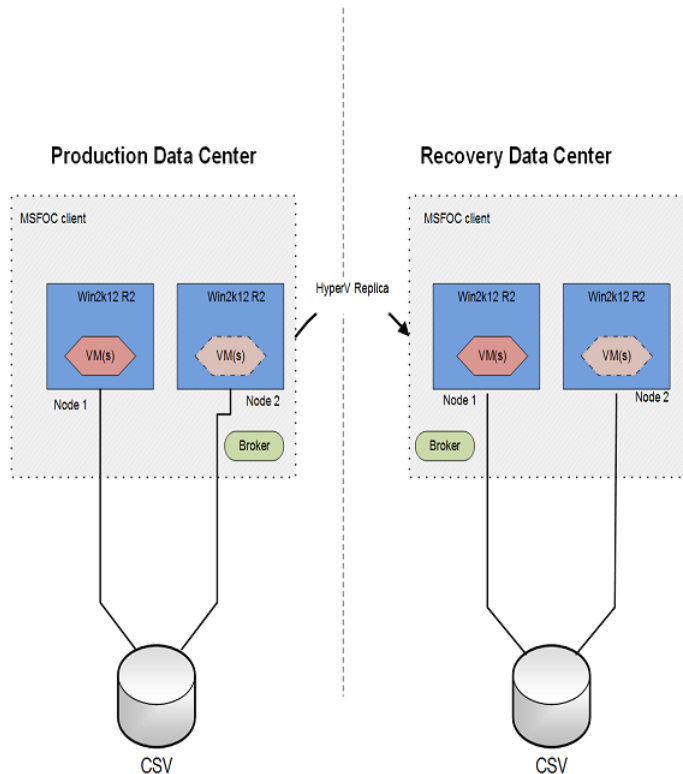 Production Data Center
MSFOC client
Win2k12 R2
VM(s)
Node 1
Win2k12 R2
VM(s)
Node 2
Broker
CSV
HyperV Replica
Recovery Data Center
MSFOC client
Win2k12 R2
VM(s)
Node 1
Win2k12 R2
VM(s)
Node 2
Broker
CSV